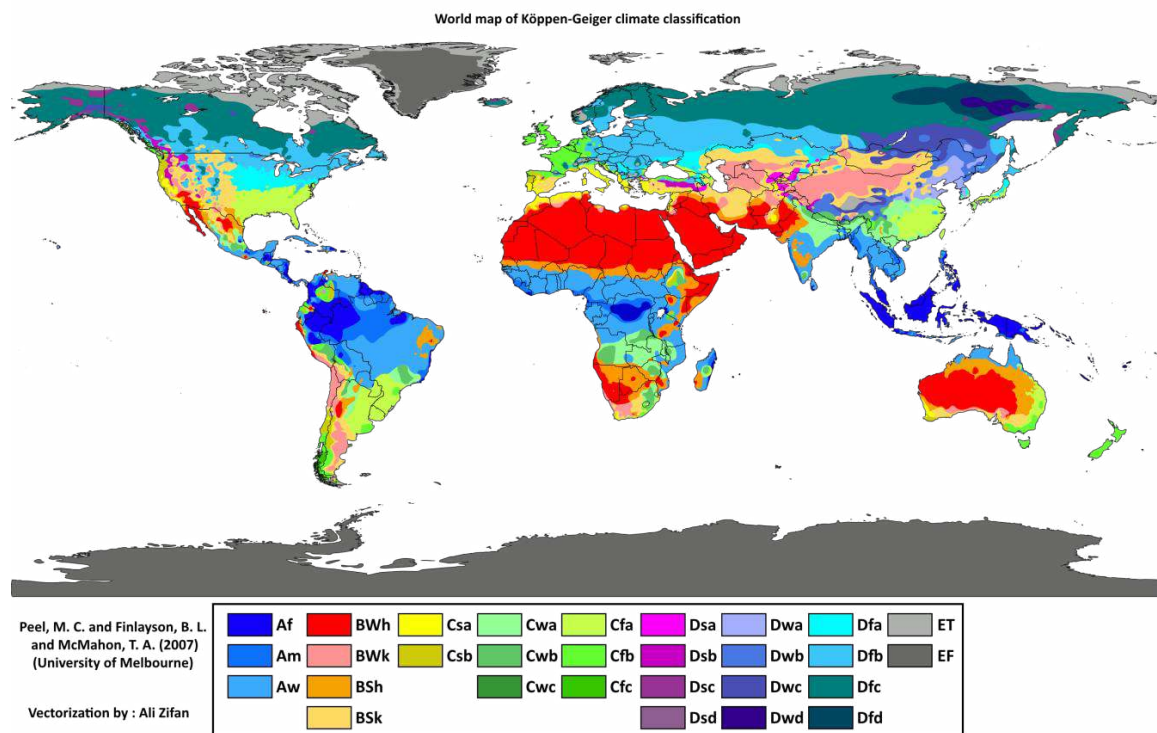 World map of Köppen-Geiger climate classification
Peel, M. C. and Finlayson, B. L.
and McMahon, T. A. (2007)
(University of Melbourne)
Vectorization by : Ali Zifan
Af BWh Csa Cwa Cfa Dsa Dwa Dfa ET
Am BWk Csb Cwb Cfb Dsb Dwb Dfb EF
Aw BSh Cwc Cfc Dsc Dwc Dfc
BSk Dsd Dwd Dfd